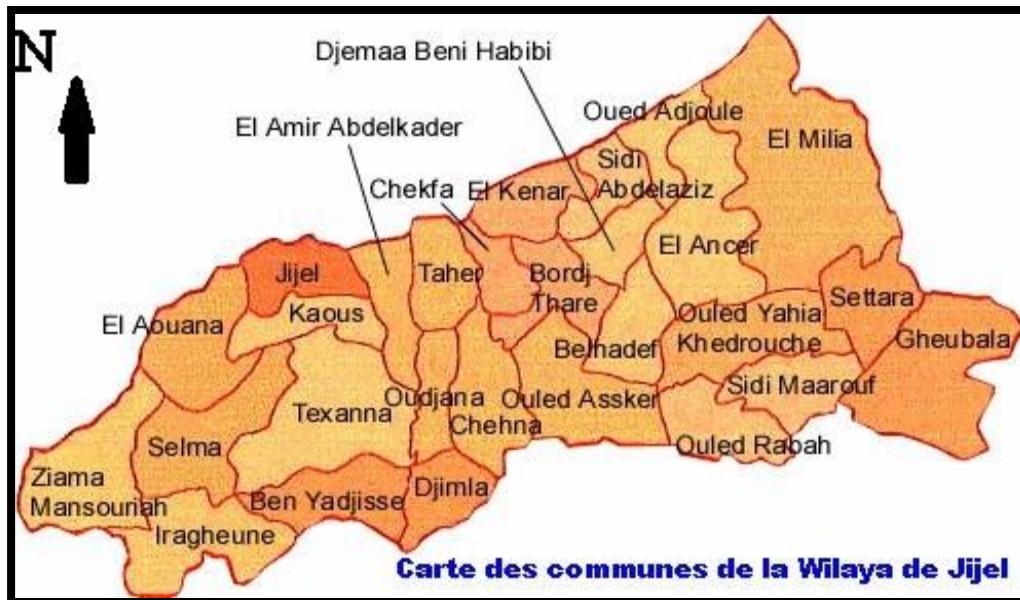 N
Djemaa Beni Habibi
Oued Adjoule
El Amir Abdelkader
El Milia
Sidi
Abdelaziz
Chekfa
El Kenar
El Ancer
Jijel
Taher
Bordj
Thare
Settara
Kaous
El Aouana
Ouled Yahia
Khedrouche
Gheubala
Belhadef
Sidi Maarouf
Texanna
Oudjana
Ouled Assker
Chehna
Selma
Ouled Rabah
Ziama
Mansouriah
Ben Yadjisse
Djimla
Iragheune
Carte des communes de la Wilaya de Jijel